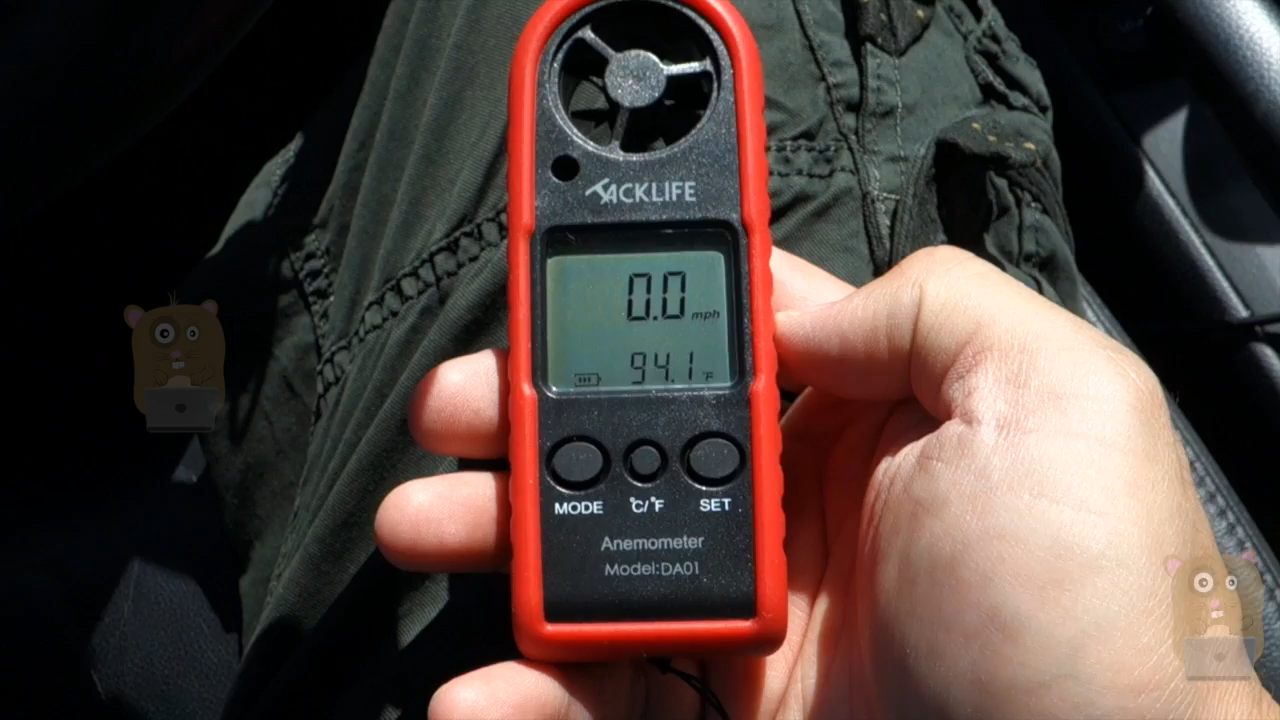 TACKLIFE
0.0 mph
94.1 °F
MODE °C/°F SET
Anemometer
Model:DA01